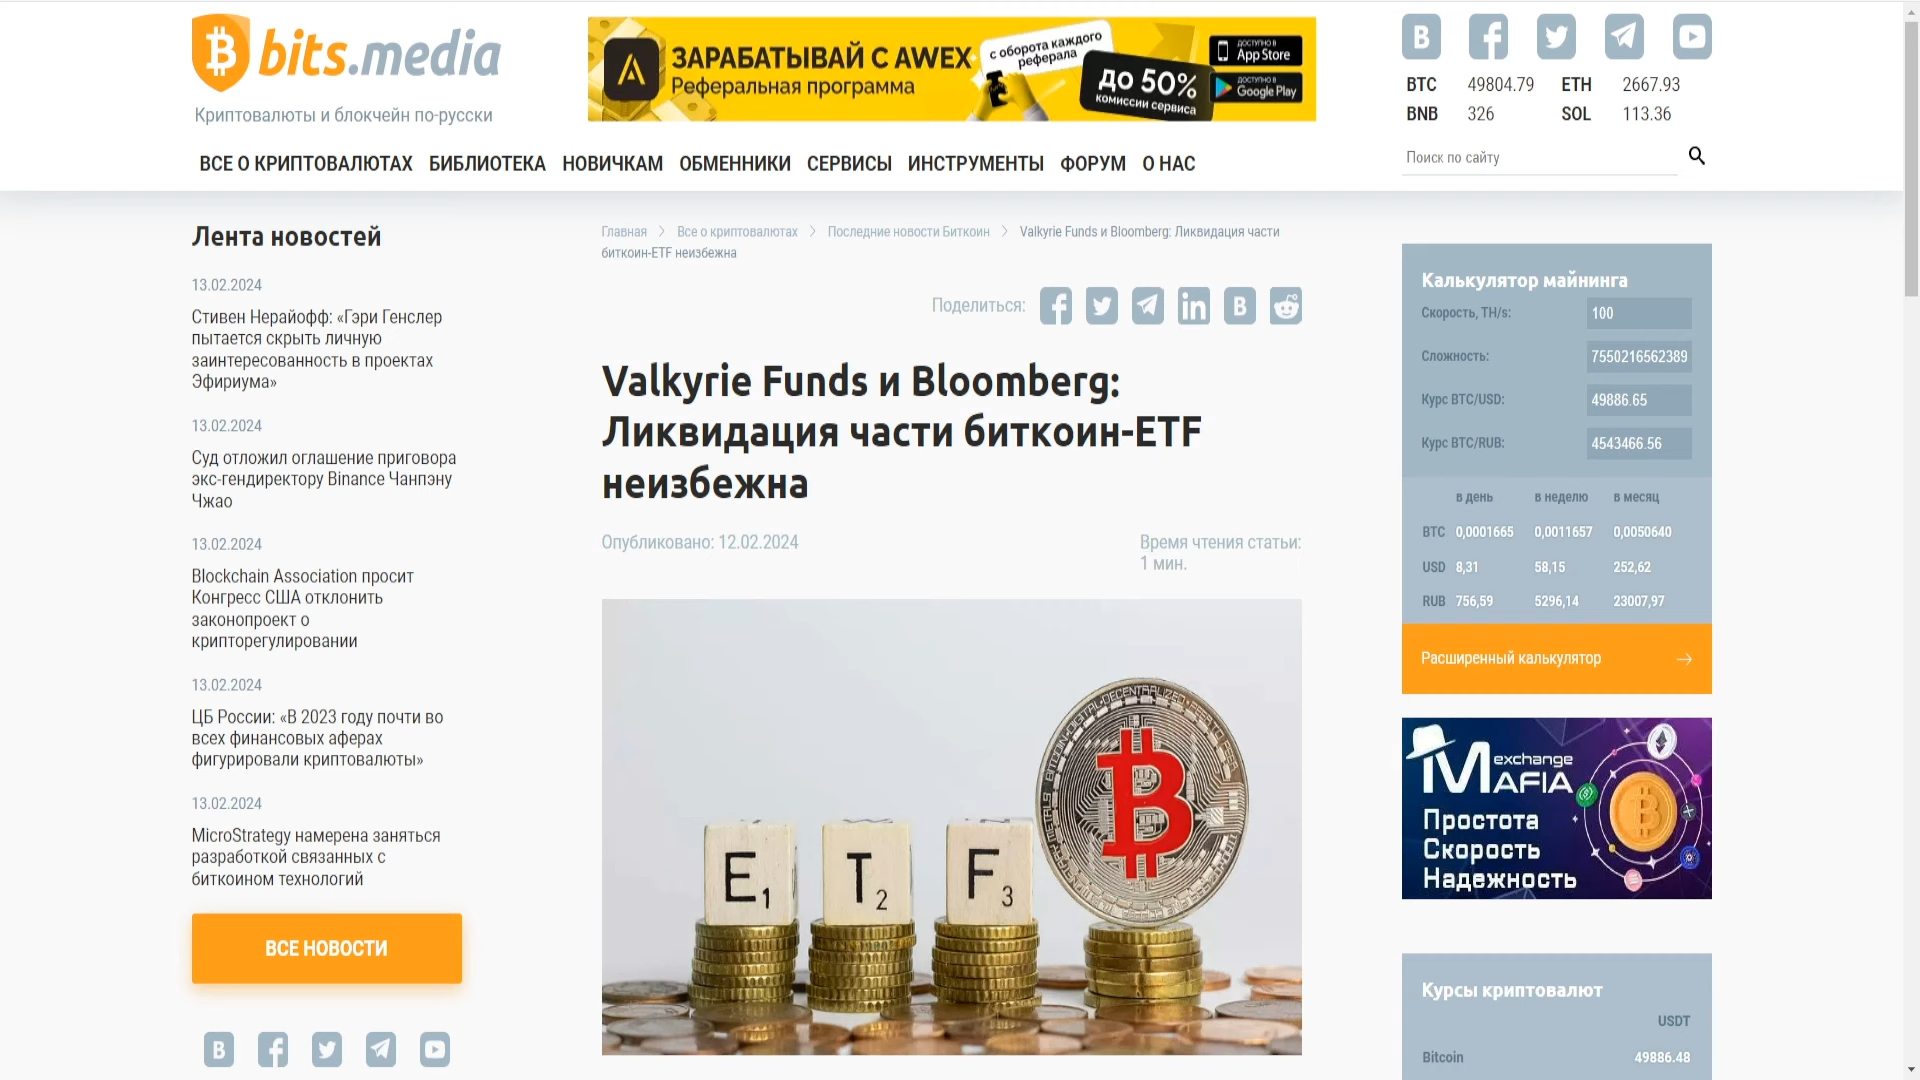 bits.media
Криптовалюты и блокчейн по-русски
ЗАРАБАТЫВАЙ С AWEX
Реферальная программа
с оборота каждого
реферала
до 50%
комиссии сервиса
ДОСТУПНО В
App Store
ДОСТУПНО В
Google Play
BTC 49804.79 ETH 2667.93
BNB 326 SOL 113.36
Поиск по сайту
ВСЕ О КРИПТОВАЛЮТАХ БИБЛИОТЕКА НОВИЧКАМ ОБМЕННИКИ СЕРВИСЫ ИНСТРУМЕНТЫ ФОРУМ О НАС
Лента новостей
13.02.2024
Стивен Нерайофф: «Гэри Генслер
пытается скрыть личную
заинтересованность в проектах
Эфириума»
13.02.2024
Суд отложил оглашение приговора
экс-гендиректору Binance Чанпэну
Чжао
13.02.2024
Blockchain Association просит
Конгресс США отклонить
законопроект о
крипторегулировании
13.02.2024
ЦБ России: «В 2023 году почти во
всех финансовых аферах
фигурировали криптовалюты»
13.02.2024
MicroStrategy намерена заняться
разработкой связанных с
биткоином технологий
ВСЕ НОВОСТИ
Главная > Все о криптовалютах > Последние новости Биткоин > Valkyrie Funds и Bloomberg: Ликвидация части
биткоин-ETF неизбежна
Поделиться:
Valkyrie Funds и Bloomberg:
Ликвидация части биткоин-ETF
неизбежна
Опубликовано: 12.02.2024
Время чтения статьи:
1 мин.
E1 T2 F3
Калькулятор майнинга
Скорость, TH/s: 100
Сложность: 7550216562389
Курс BTC/USD: 49886.65
Курс BTC/RUB: 4543466.56
в день в неделю в месяц
BTC 0,0001665 0,0011657 0,0050640
USD 8,31 58,15 252,62
RUB 756,59 5296,14 23007,97
Расширенный калькулятор
exchange
MAFIA
Простота
Скорость
Надежность
Курсы криптовалют
USDT
Bitcoin 49886.48